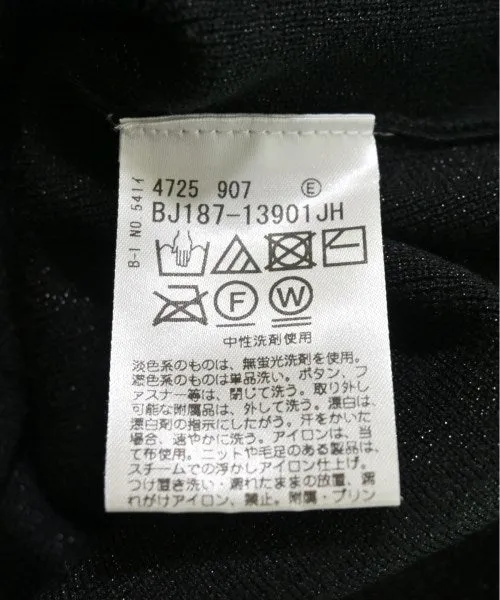 B-1 NO 541イ
4725 907 Ⓔ
BJ187-13901JH
F W
中性洗剤使用
淡色系のものは、無蛍光洗剤を使用。
濃色系のものは単品洗い。ボタン、ファ
スナー等は、閉じて洗う。取り外し
可能な附属品は、外して洗う。漂白は、
漂白剤の指示にしたがう。汗をかいた
場合、速やかに洗う。アイロンは、当
て布使用。ニットや毛足のある製品は、
スチームでの浮かしアイロン仕上げ。
つけ置き洗い・濡れたままの放置、濡
れがけアイロン、禁止。附属・プリン